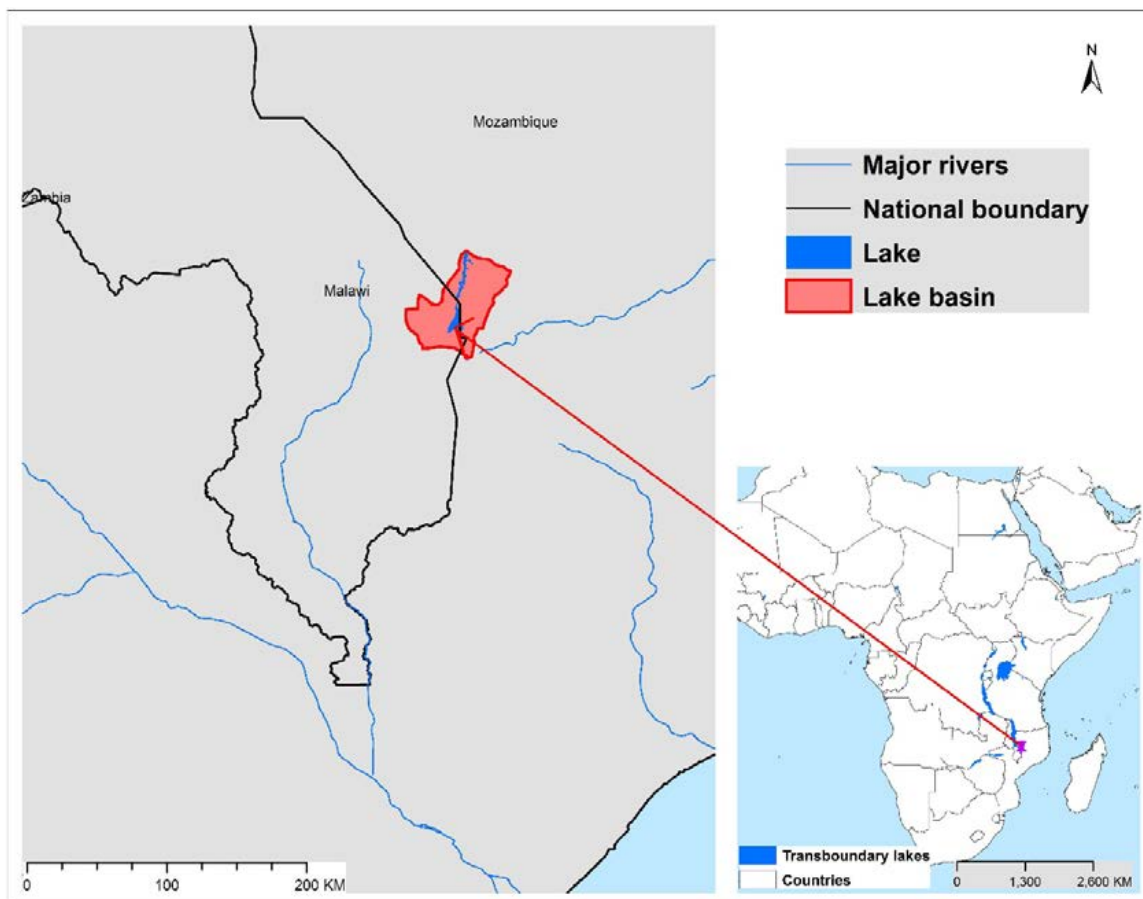 N
Mozambique
Zambia
Malawi
Major rivers
National boundary
Lake
Lake basin
0 100 200 KM
Transboundary lakes
Countries
0 1,300 2,600 KM